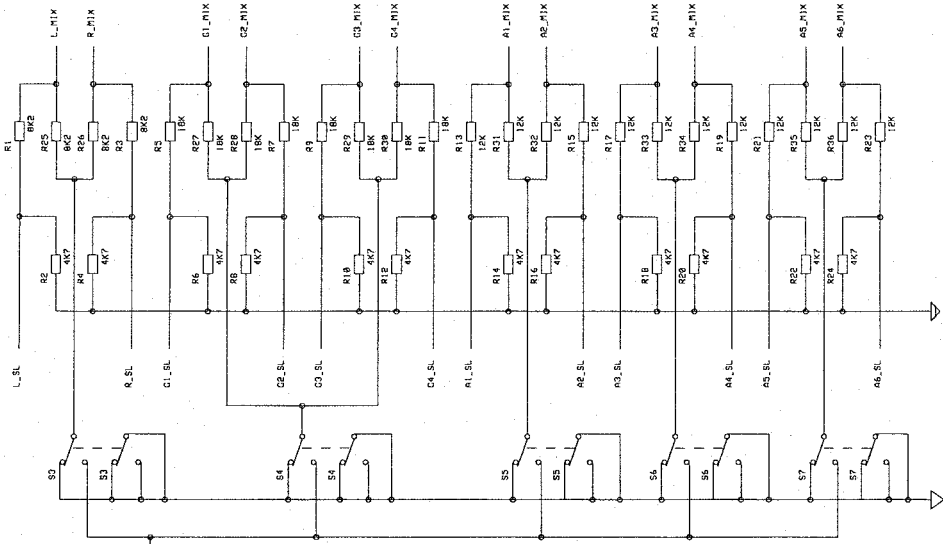 L_MIX
R_MIX
G1_MIX
G2_MIX
G3_MIX
G4_MIX
A1_MIX
A2_MIX
A3_MIX
A4_MIX
A5_MIX
A6_MIX
R1
8K2
R25
8K2
R26
8K2
R3
8K2
R5
18K
R27
18K
R28
18K
R7
18K
R9
18K
R29
18K
R30
18K
R11
18K
R13
12K
R31
12K
R32
12K
R15
12K
R17
12K
R33
12K
R34
12K
R19
12K
R21
12K
R35
12K
R36
12K
R23
12K
R2
4K7
R4
4K7
R6
4K7
R8
4K7
R10
4K7
R12
4K7
R14
4K7
R16
4K7
R18
4K7
R20
4K7
R22
4K7
R24
4K7
L_SL
R_SL
G1_SL
G2_SL
G3_SL
G4_SL
A1_SL
A2_SL
A3_SL
A4_SL
A5_SL
A6_SL
S3
S3
S4
S4
S5
S5
S6
S6
S7
S7